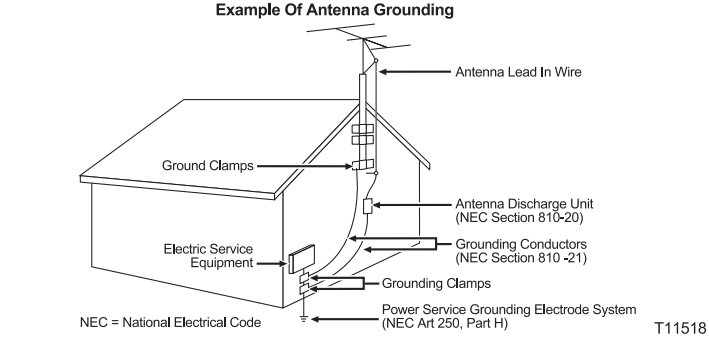 Example Of Antenna Grounding
Antenna Lead In Wire
Ground Clamps
Antenna Discharge Unit
(NEC Section 810-20)
Electric Service
Equipment
Grounding Conductors
(NEC Section 810 -21)
Grounding Clamps
Power Service Grounding Electrode System
(NEC Art 250, Part H)
NEC = National Electrical Code
T11518